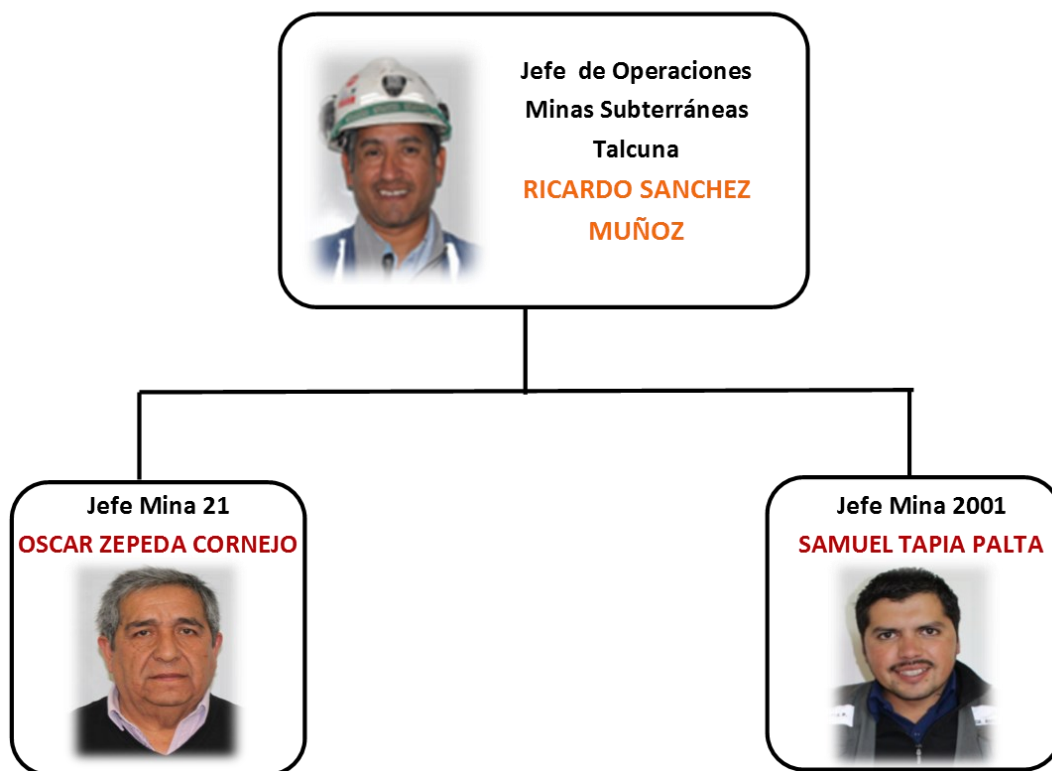 Jefe de Operaciones
Minas Subterráneas
Talcuna
RICARDO SANCHEZ
MUÑOZ
Jefe Mina 21
OSCAR ZEPEDA CORNEJO
Jefe Mina 2001
SAMUEL TAPIA PALTA